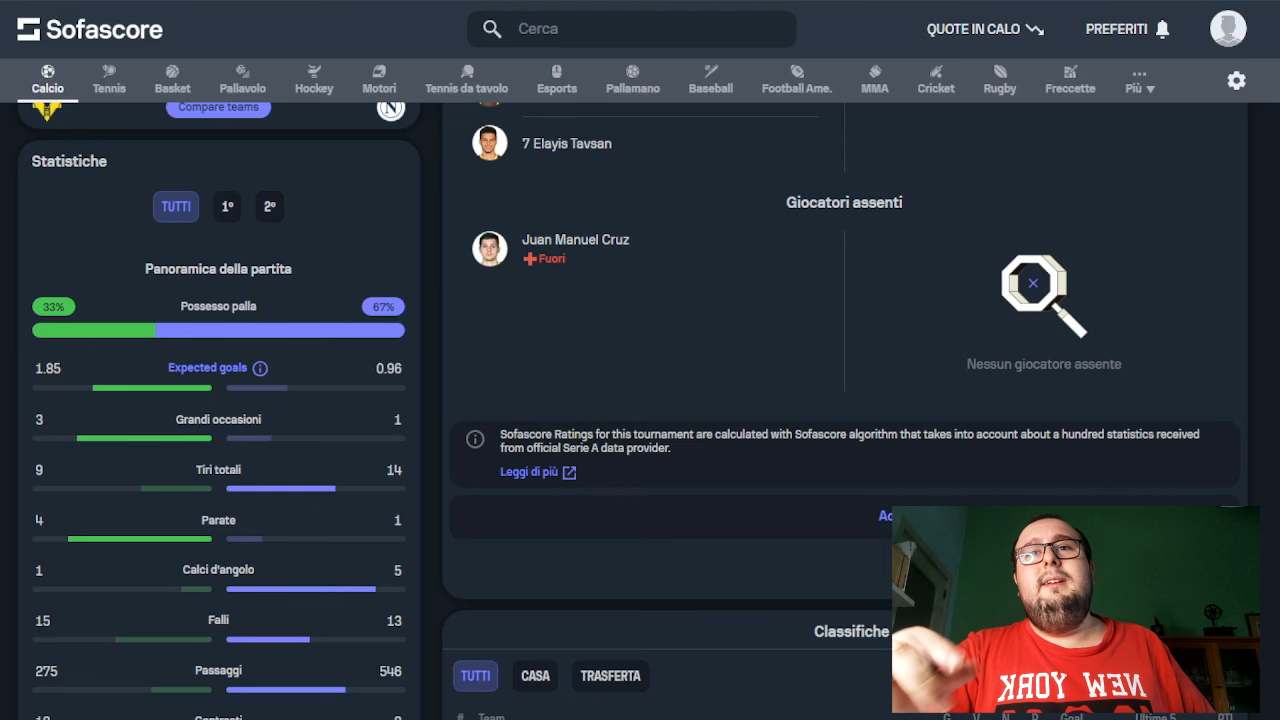 Sofascore
Cerca
QUOTE IN CALO
PREFERITI
Calcio
Tennis
Basket
Pallavolo
Hockey
Motori
Tennis da tavolo
Esports
Pallamano
Baseball
Football Ame.
MMA
Cricket
Rugby
Freccette
Più
Compare teams
N
Statistiche
TUTTI
1º
2º
Panoramica della partita
33% Possesso palla 67%
1.85 Expected goals 0.96
3 Grandi occasioni 1
9 Tiri totali 14
4 Parate 1
1 Calci d'angolo 5
15 Falli 13
275 Passaggi 546
7 Elayis Tavsan
Giocatori assenti
Juan Manuel Cruz
Fuori
Nessun giocatore assente
Sofascore Ratings for this tournament are calculated with Sofascore algorithm that takes into account about a hundred statistics received
from official Serie A data provider.
Leggi di più
Classifiche
TUTTI
CASA
TRASFERTA
# Team
NEW YORK